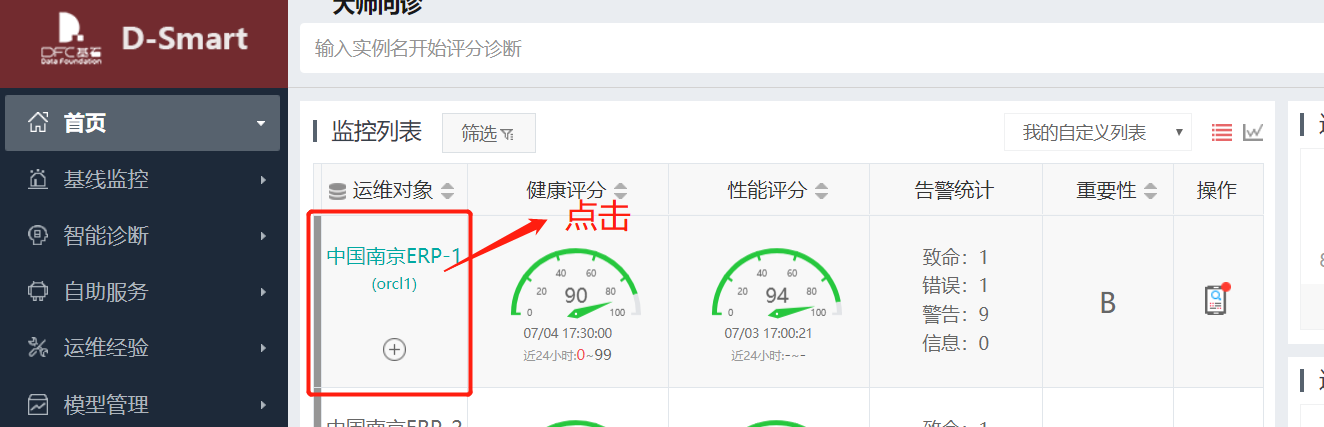 大师问诊
DFC基石
Data Foundation
D-Smart
输入实例名开始评分诊断
首页
基线监控
智能诊断
自助服务
运维经验
模型管理
监控列表
筛选
我的自定义列表
运维对象
健康评分
性能评分
告警统计
重要性
操作
点击
中国南京ERP-1
(orcl1)
0 20 40 60 80 100
90
07/04 17:30:00
近24小时:0~99
0 20 40 60 80 100
94
07/03 17:00:21
近24小时:-~-
致命：1
错误：1
警告：9
信息：0
B
中国南京ERP-2
致命：1